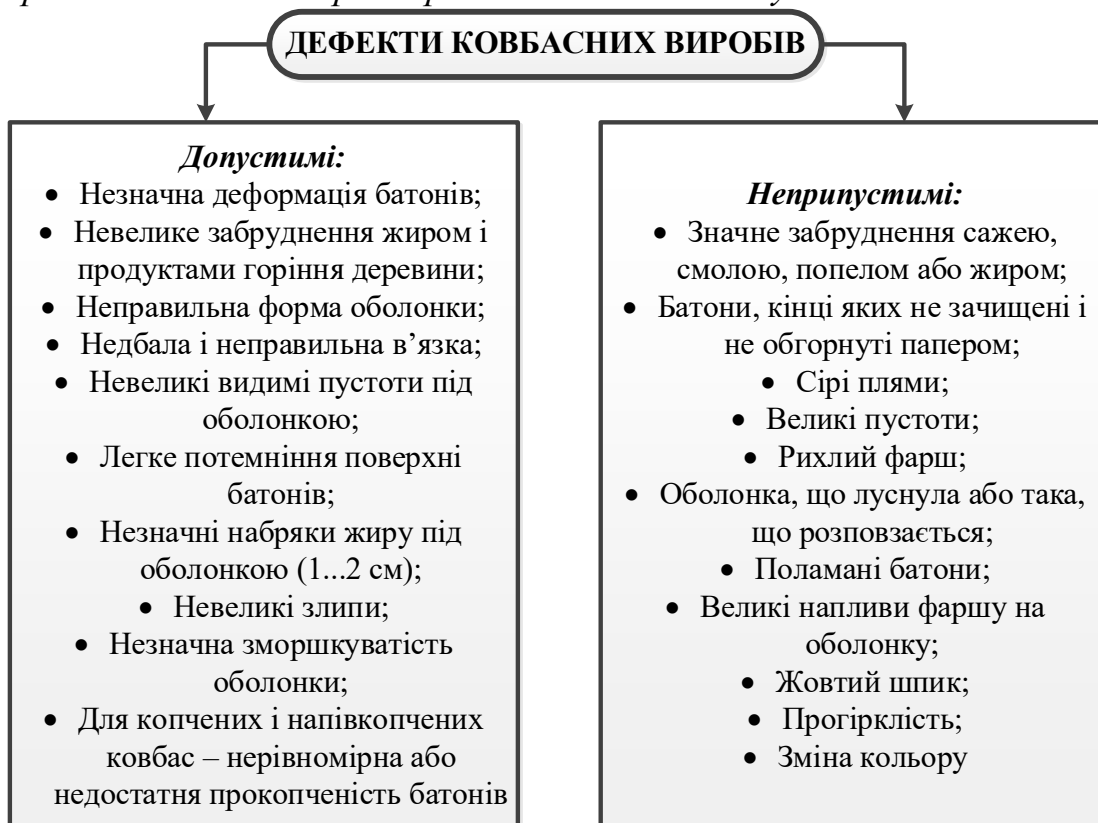 ДЕФЕКТИ КОВБАСНИХ ВИРОБІВ
Допустимі:
• Незначна деформація батонів;
• Невелике забруднення жиром і
продуктами горіння деревини;
• Неправильна форма оболонки;
• Недбала і неправильна в’язка;
• Невеликі видимі пустоти під
оболонкою;
• Легке потемніння поверхні
батонів;
• Незначні набряки жиру під
оболонкою (1...2 см);
• Невеликі злипи;
• Незначна зморшкуватість
оболонки;
• Для копчених і напівкопчених
ковбас – нерівномірна або
недостатня прокопченість батонів
Неприпустимі:
• Значне забруднення сажею,
смолою, попелом або жиром;
• Батони, кінці яких не зачищені і
не обгорнуті папером;
• Сірі плями;
• Великі пустоти;
• Рихлий фарш;
• Оболонка, що луснула або така,
що розповзається;
• Поламані батони;
• Великі напливи фаршу на
оболонку;
• Жовтий шпик;
• Прогірклість;
• Зміна кольору